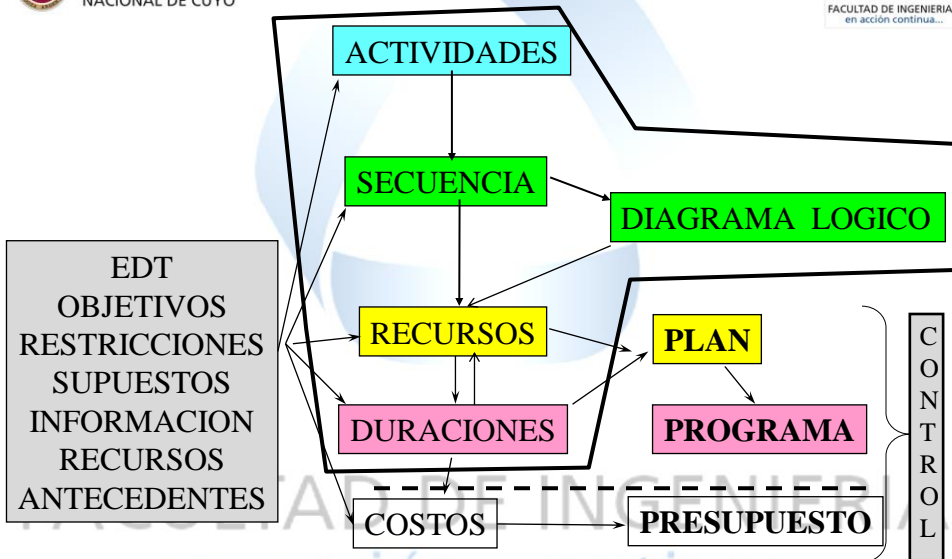 NACIONAL DE CUYO
FACULTAD DE INGENIERIA
en acción continua...
ACTIVIDADES
SECUENCIA
DIAGRAMA LOGICO
EDT
OBJETIVOS
RESTRICCIONES
SUPUESTOS
INFORMACION
RECURSOS
ANTECEDENTES
RECURSOS
PLAN
DURACIONES
PROGRAMA
COSTOS
PRESUPUESTO
CONTROL
FACULTAD DE INGENIERIA